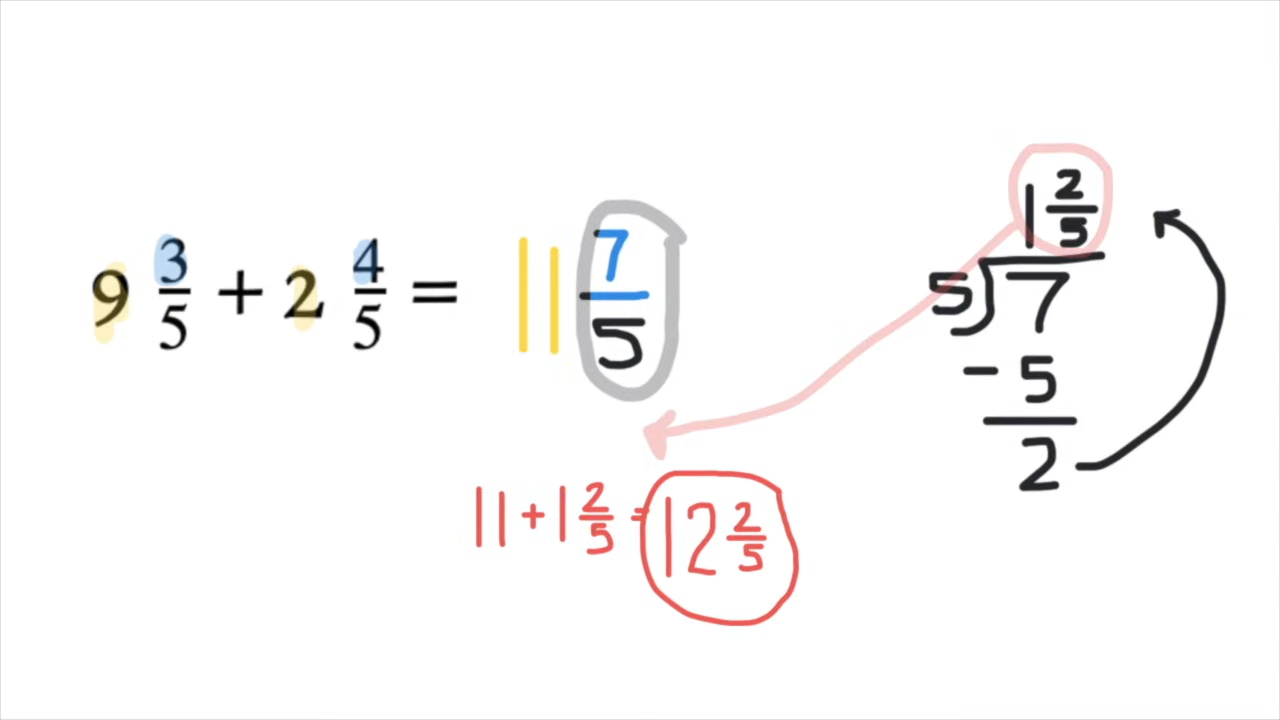 9 3/5 + 2 4/5 = 11 7/5
11 + 1 2/5 = 12 2/5
1 2/5
5)7
- 5
2